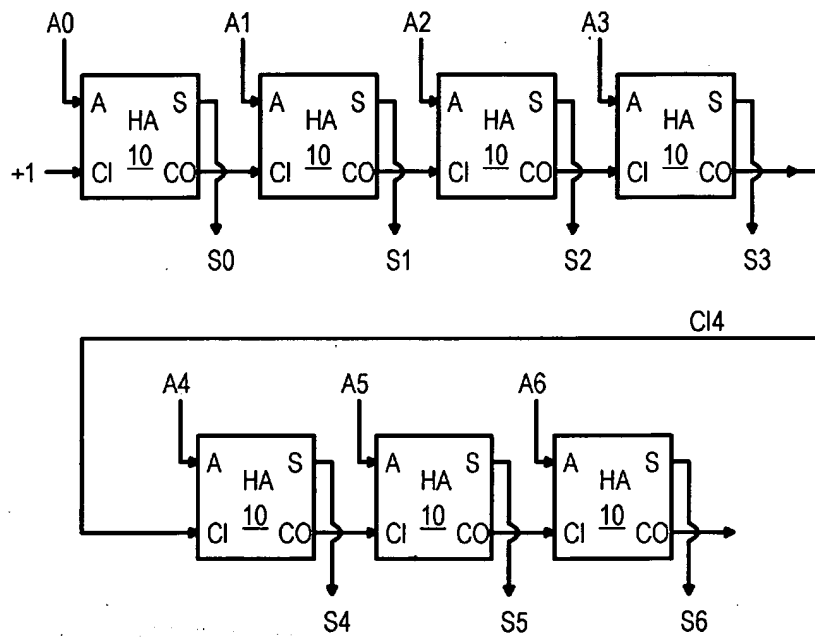 A0 A1 A2 A3
A S A S A S A S
HA HA HA HA
+1 CI 10 CO CI 10 CO CI 10 CO CI 10 CO
S0 S1 S2 S3
CI4
A4 A5 A6
A S A S A S
HA HA HA
CI 10 CO CI 10 CO CI 10 CO
S4 S5 S6